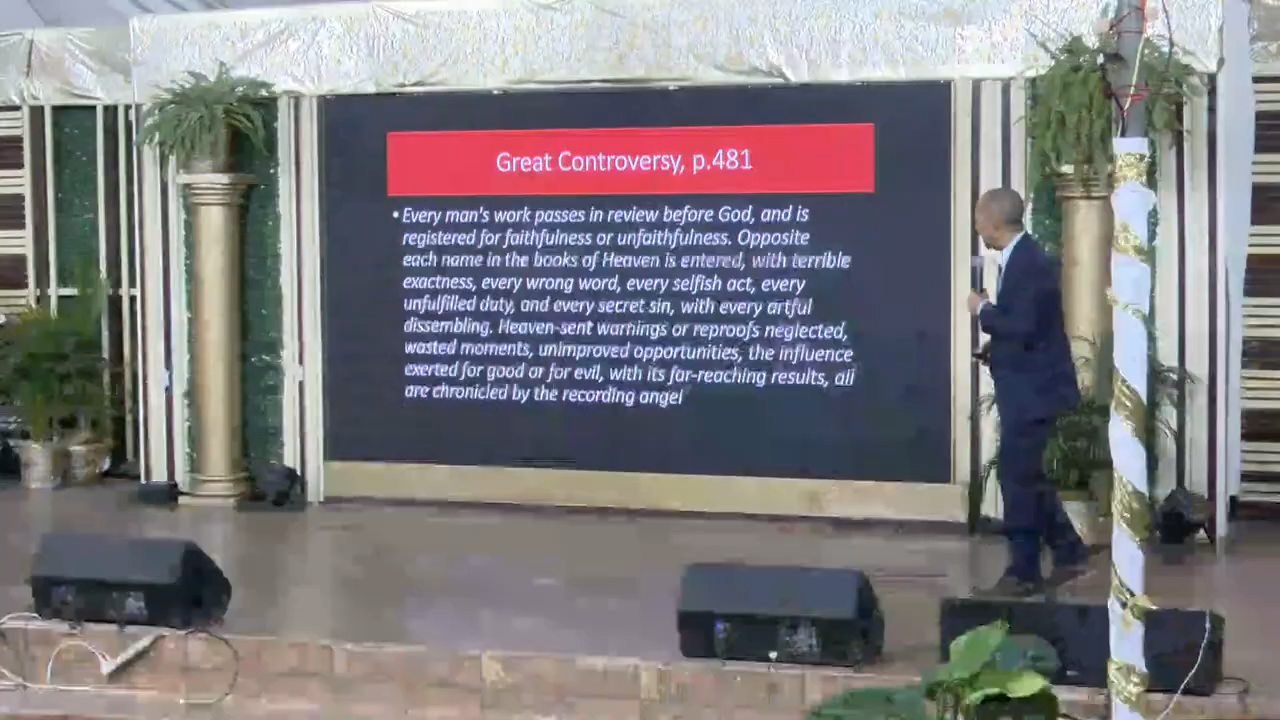 Great Controversy, p.481
• Every man's work passes in review before God, and is
registered for faithfulness or unfaithfulness. Opposite
each name in the books of Heaven is entered, with terrible
exactness, every wrong word, every selfish act, every
unfulfilled duty, and every secret sin, with every artful
dissembling. Heaven-sent warnings or reproofs neglected,
wasted moments, unimproved opportunities, the influence
exerted for good or for evil, with its far-reaching results, all
are chronicled by the recording angel